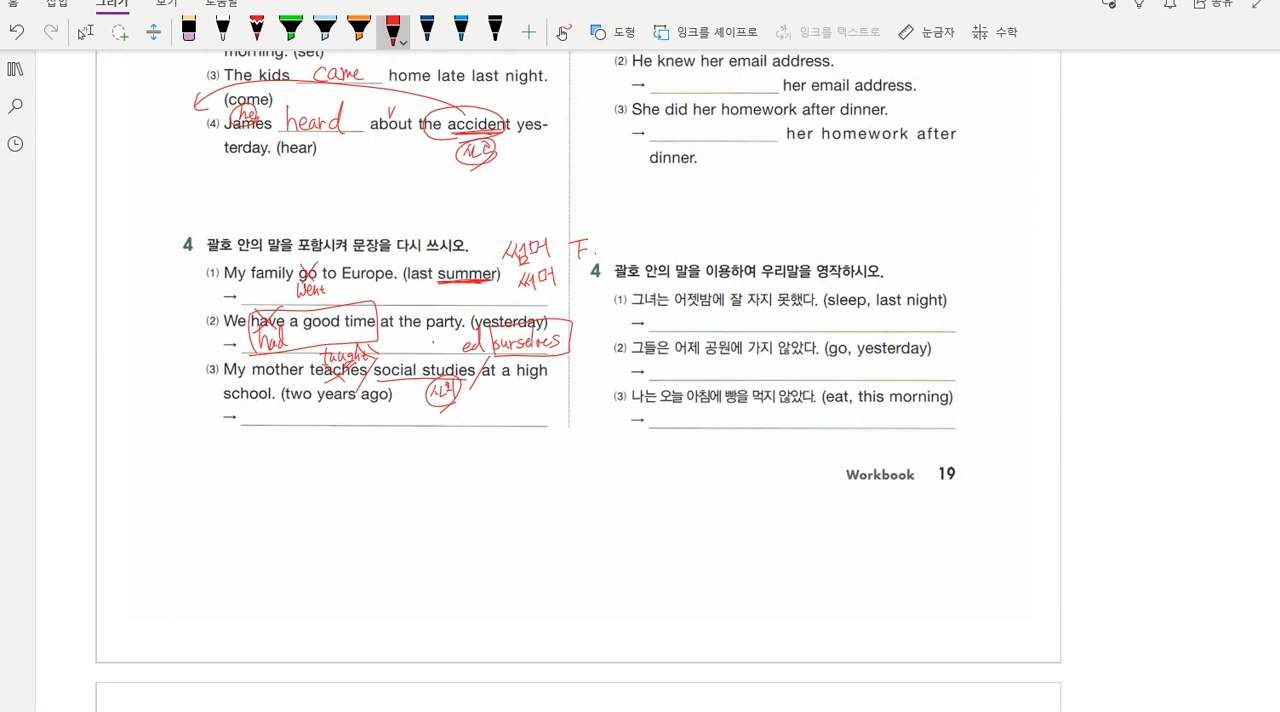 홈 삽입 그리기 보기 도움말
공유
도형 잉크를 셰이프로 잉크를 텍스트로 눈금자 수학
morning. (set)
(3) The kids came home late last night.
(come)
he
(4) James heard about the accident yes-
terday. (hear)
사고
4 괄호 안의 말을 포함시켜 문장을 다시 쓰시오.
썸머 F.
(1) My family go to Europe. (last summer)
써머
went
→
(2) We have a good time at the party. (yesterday)
→ had ed ourselves
taught
(3) My mother teaches social studies at a high
school. (two years ago) 사회
→
(2) He knew her email address.
→ her email address.
(3) She did her homework after dinner.
→ her homework after
dinner.
4 괄호 안의 말을 이용하여 우리말을 영작하시오.
(1) 그녀는 어젯밤에 잘 자지 못했다. (sleep, last night)
→
(2) 그들은 어제 공원에 가지 않았다. (go, yesterday)
→
(3) 나는 오늘 아침에 빵을 먹지 않았다. (eat, this morning)
→
Workbook 19